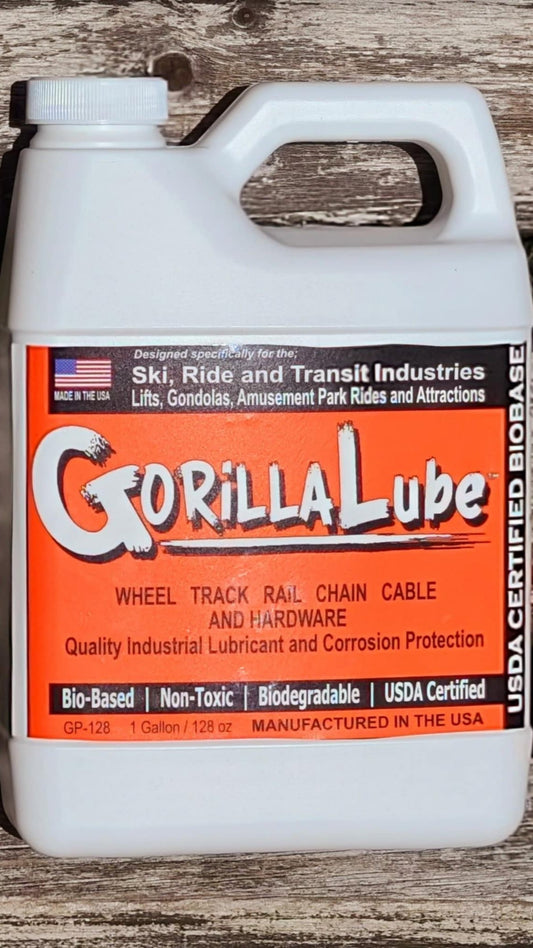 Designed specifically for the;
Ski, Ride and Transit Industries
MADE IN THE USA
Lifts, Gondolas, Amusement Park Rides and Attractions
GORiLLALube™
WHEEL TRACK RAIL CHAIN CABLE
AND HARDWARE
Quality Industrial Lubricant and Corrosion Protection
Bio-Based | Non-Toxic | Biodegradable | USDA Certified
GP-128 1 Gallon / 128 oz MANUFACTURED IN THE USA
USDA CERTIFIED BIOBASE